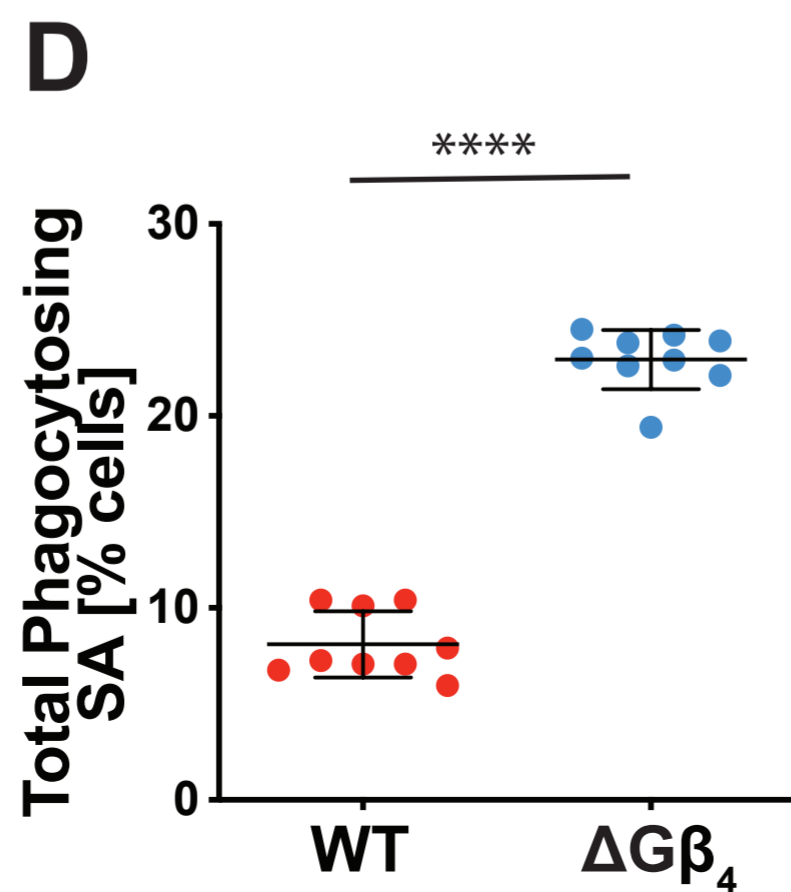 D
****
Total Phagocytosing
SA [% cells]
30
20
10
0
WT
ΔGβ₄